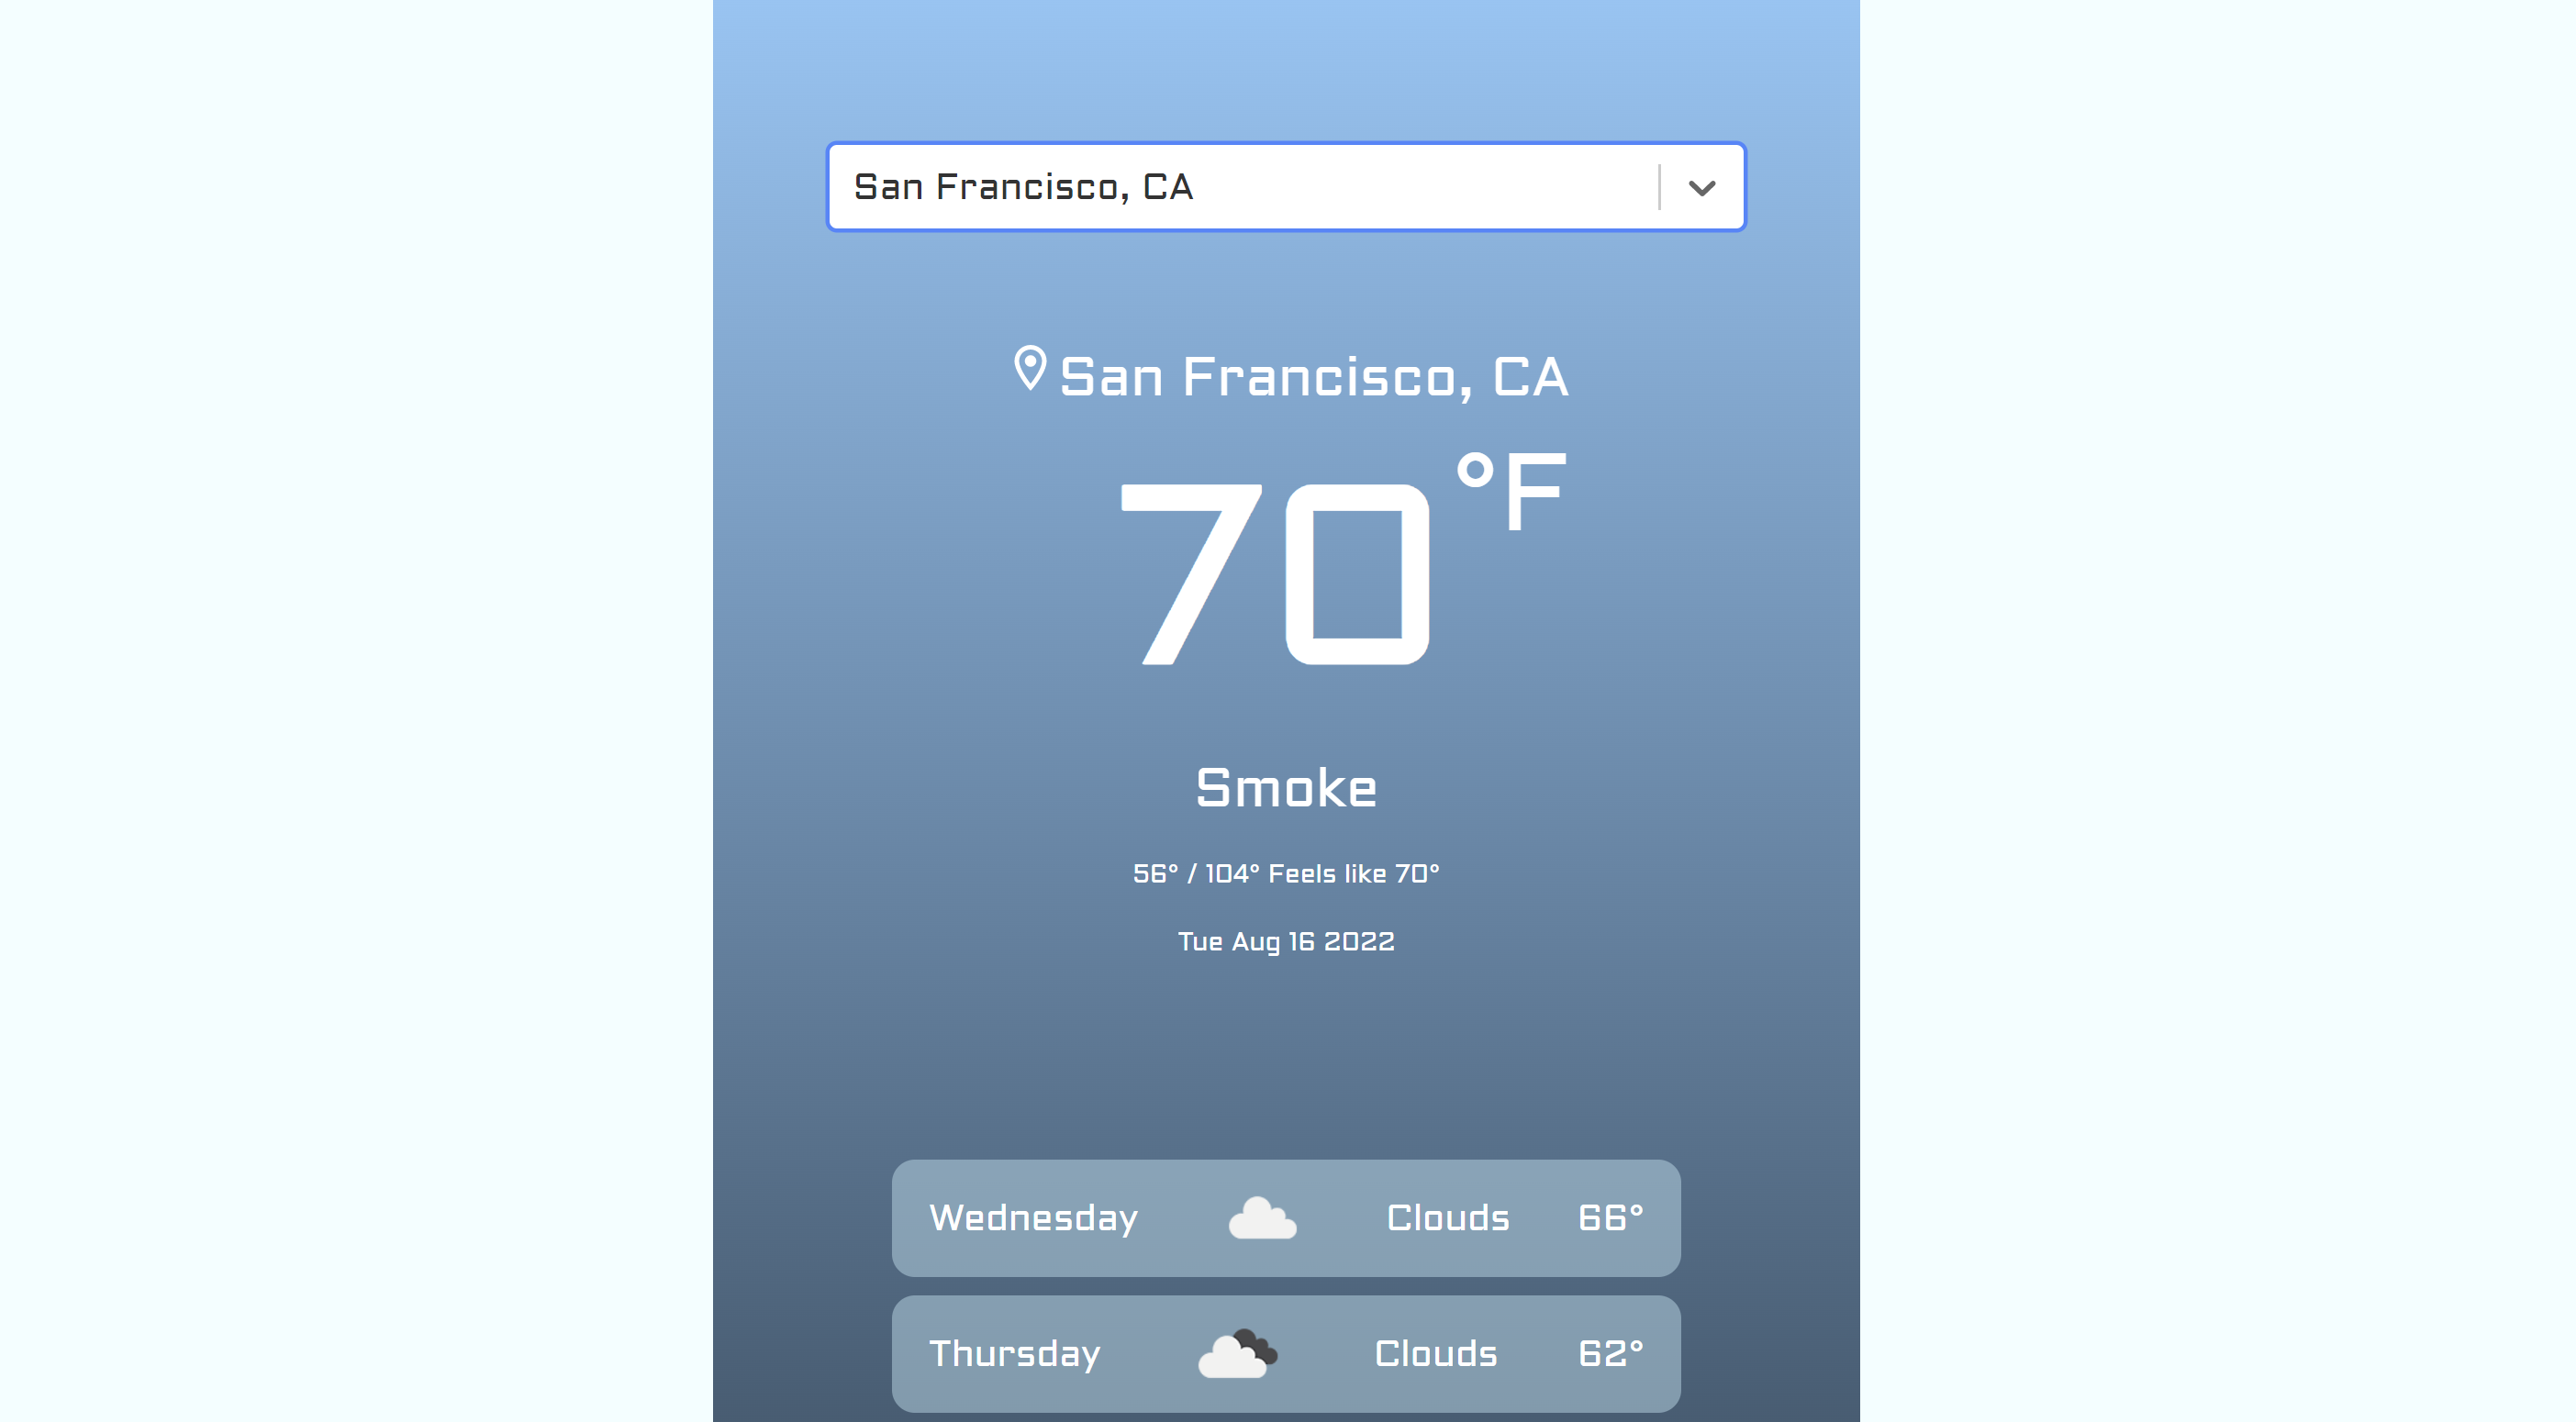 San Francisco, CA
San Francisco, CA
70°F
Smoke
56° / 104° Feels like 70°
Tue Aug 16 2022
Wednesday Clouds 66°
Thursday Clouds 62°